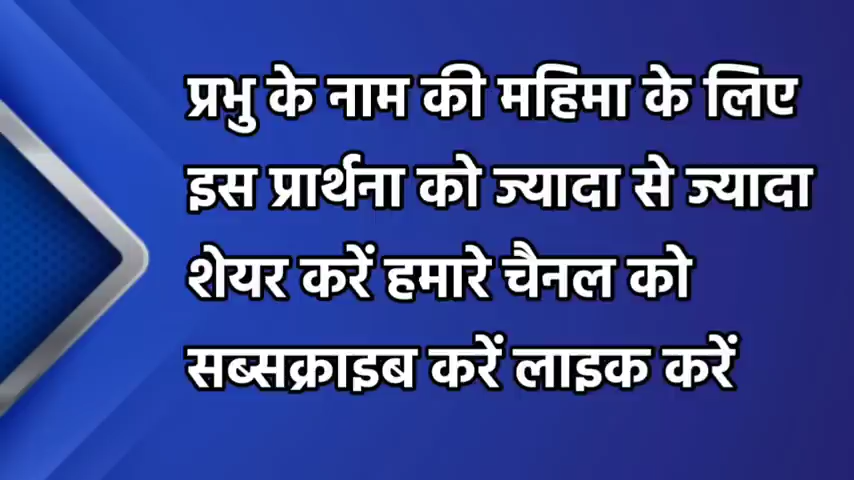 प्रभु के नाम की महिमा के लिए
इस प्रार्थना को ज्यादा से ज्यादा
शेयर करें हमारे चैनल को
सब्सक्राइब करें लाइक करें